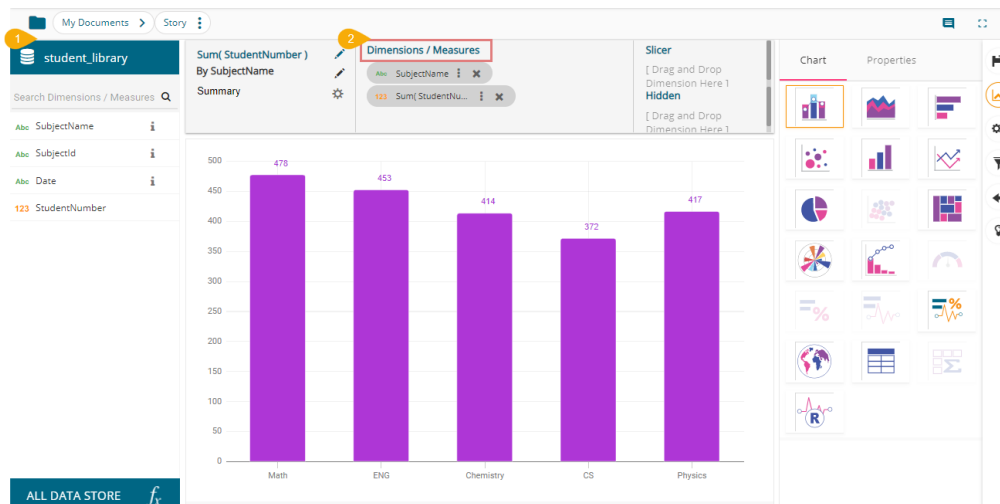 My Documents > Story
1
student_library
Search Dimensions / Measures
Abc SubjectName i
Abc SubjectId i
Abc Date i
123 StudentNumber
ALL DATA STORE fx
Sum( StudentNumber )
By SubjectName
Summary
2
Dimensions / Measures
Abc SubjectName
123 Sum( StudentNu...
Slicer
[ Drag and Drop
Dimension Here ]
Hidden
[ Drag and Drop
Dimension Here ]
500
450
400
350
300
250
200
150
100
50
0
478
453
414
372
417
Math
ENG
Chemistry
CS
Physics
Chart
Properties
%
%
Σ
R